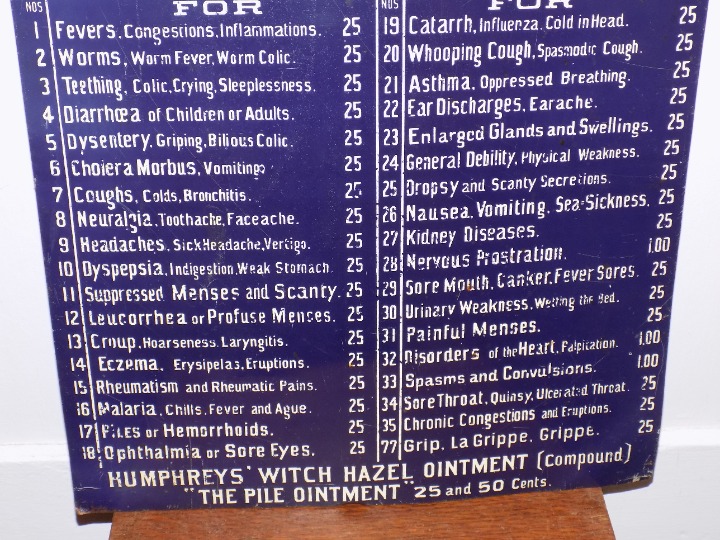 NOS FOR
1 Fevers, Congestions, Inflammations. 25
2 Worms, Worm Fever, Worm Colic. 25
3 Teething, Colic, Crying, Sleeplessness. 25
4 Diarrhœa of Children or Adults. 25
5 Dysentery, Griping, Bilious Colic. 25
6 Cholera Morbus, Vomiting. 25
7 Coughs, Colds, Bronchitis. 25
8 Neuralgia, Toothache, Faceache. 25
9 Headaches, Sick Headache, Vertigo. 25
10 Dyspepsia, Indigestion, Weak Stomach. 25
11 Suppressed Menses and Scanty. 25
12 Leucorrhea or Profuse Menses. 25
13 Croup, Hoarseness, Laryngitis. 25
14 Eczema, Erysipelas, Eruptions. 25
15 Rheumatism and Rheumatic Pains. 25
16 Malaria, Chills, Fever and Ague. 25
17 Piles or Hemorrhoids. 25
18 Ophthalmia or Sore Eyes. 25
NOS FOR
19 Catarrh, Influenza, Cold in Head. 25
20 Whooping Cough, Spasmodic Cough. 25
21 Asthma, Oppressed Breathing. 25
22 Ear Discharges, Earache. 25
23 Enlarged Glands and Swellings. 25
24 General Debility, Physical Weakness. 25
25 Dropsy and Scanty Secretions. 25
26 Nausea, Vomiting, Sea-Sickness. 25
27 Kidney Diseases. 25
28 Nervous Prostration. 1.00
29 Sore Mouth, Canker, Fever Sores. 25
30 Urinary Weakness, Wetting the Bed. 25
31 Painful Menses. 25
32 Disorders of the Heart, Palpitation. 1.00
33 Spasms and Convulsions. 1.00
34 Sore Throat, Quinsy, Ulcerated Throat. 25
35 Chronic Congestions and Eruptions. 25
77 Grip, La Grippe, Grippe. 25
HUMPHREYS' WITCH HAZEL OINTMENT (Compound)
"THE PILE OINTMENT" 25 and 50 Cents.